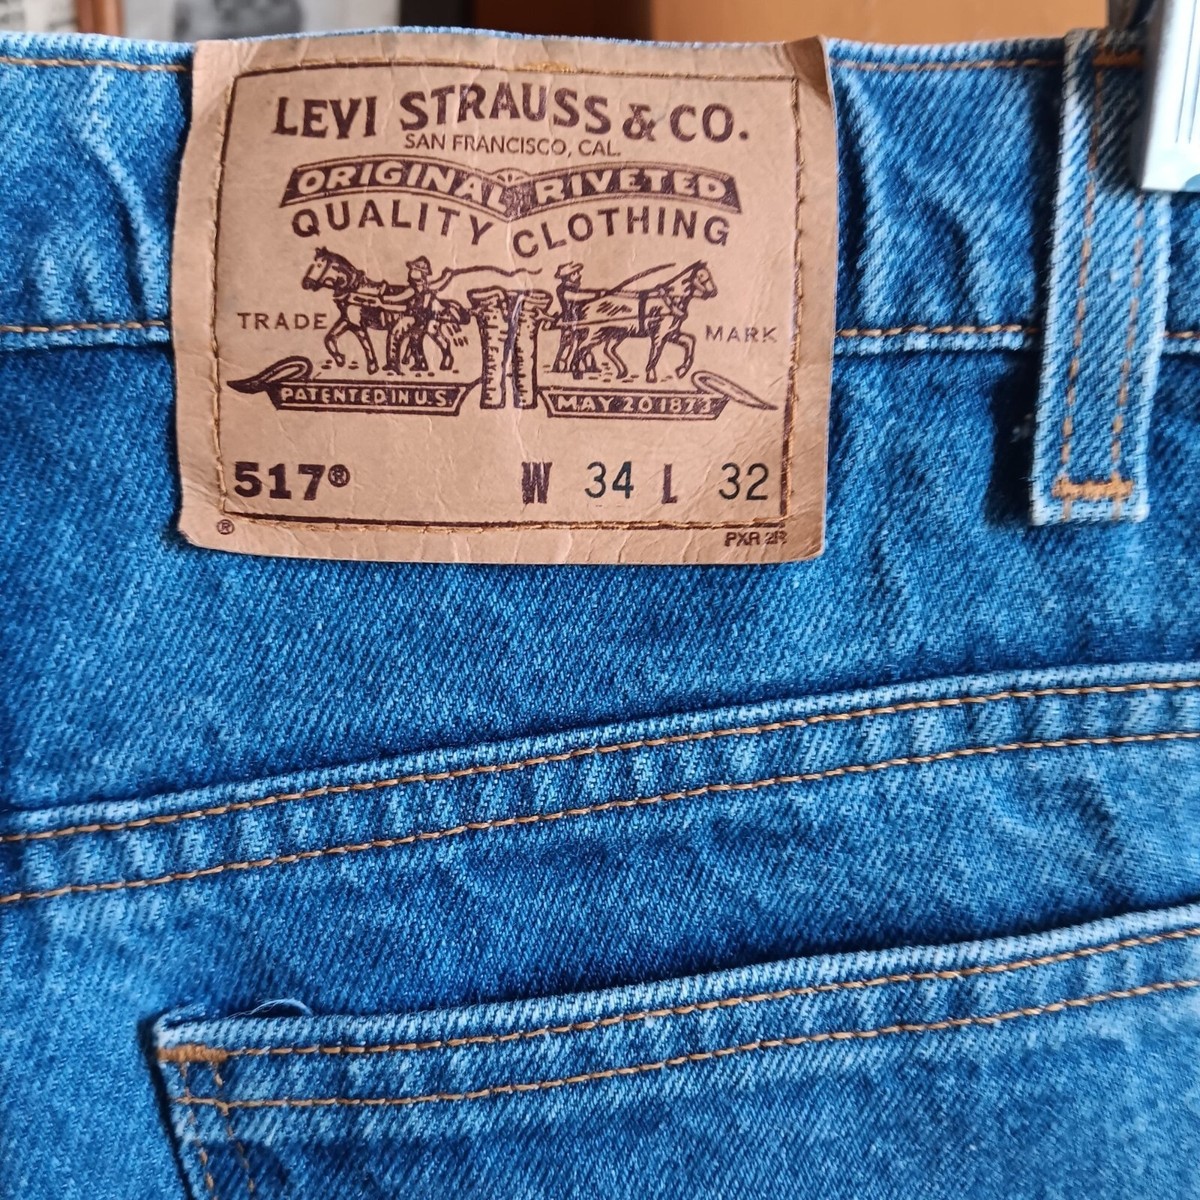 LEVI STRAUSS & CO.
SAN FRANCISCO, CAL.
ORIGINAL RIVETED
QUALITY CLOTHING
TRADE MARK
PATENTED IN U.S. MAY 20 1873
517® W 34 L 32
® PXR 2R